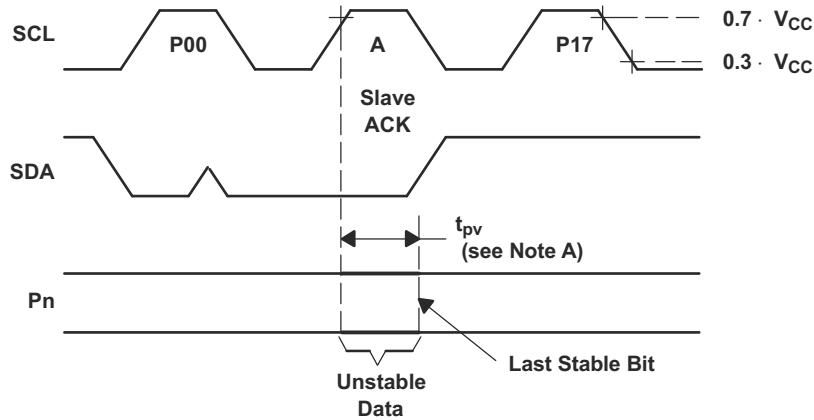 SCL
P00
A
P17
0.7 · VCC
0.3 · VCC
Slave
ACK
SDA
tpv
(see Note A)
Pn
Last Stable Bit
Unstable
Data